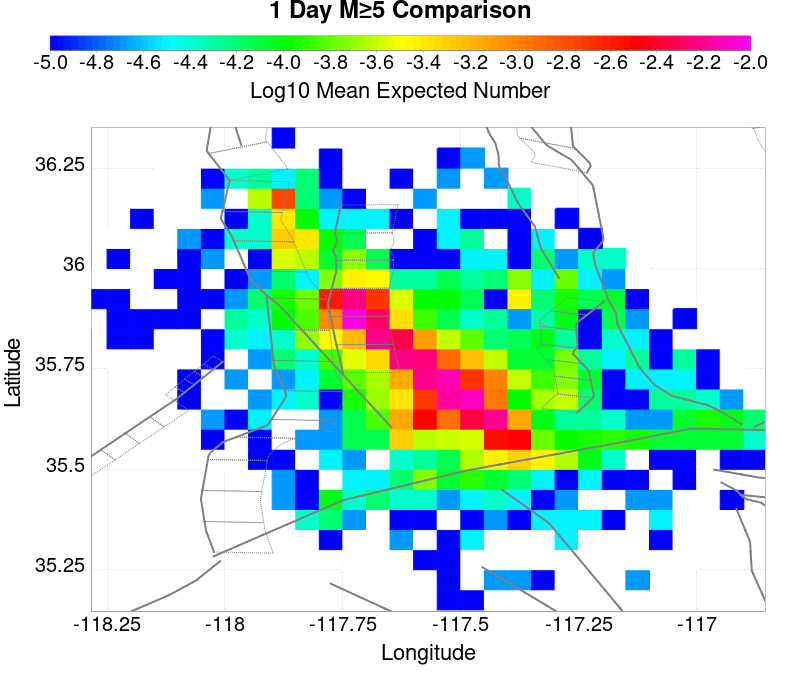 1 Day M≥5 Comparison
-5.0 -4.8 -4.6 -4.4 -4.2 -4.0 -3.8 -3.6 -3.4 -3.2 -3.0 -2.8 -2.6 -2.4 -2.2 -2.0
Log10 Mean Expected Number
36.25
36
35.75
35.5
35.25
Latitude
-118.25 -118 -117.75 -117.5 -117.25 -117
Longitude